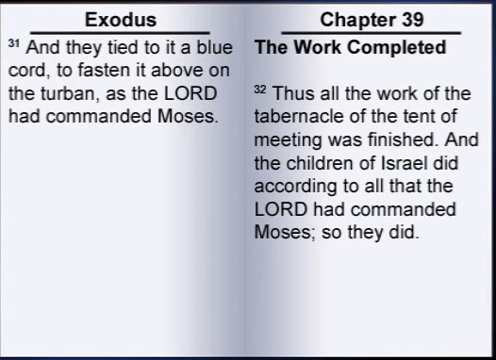 Exodus
³¹ And they tied to it a blue
cord, to fasten it above on
the turban, as the LORD
had commanded Moses.
Chapter 39
The Work Completed
³² Thus all the work of the
tabernacle of the tent of
meeting was finished. And
the children of Israel did
according to all that the
LORD had commanded
Moses; so they did.